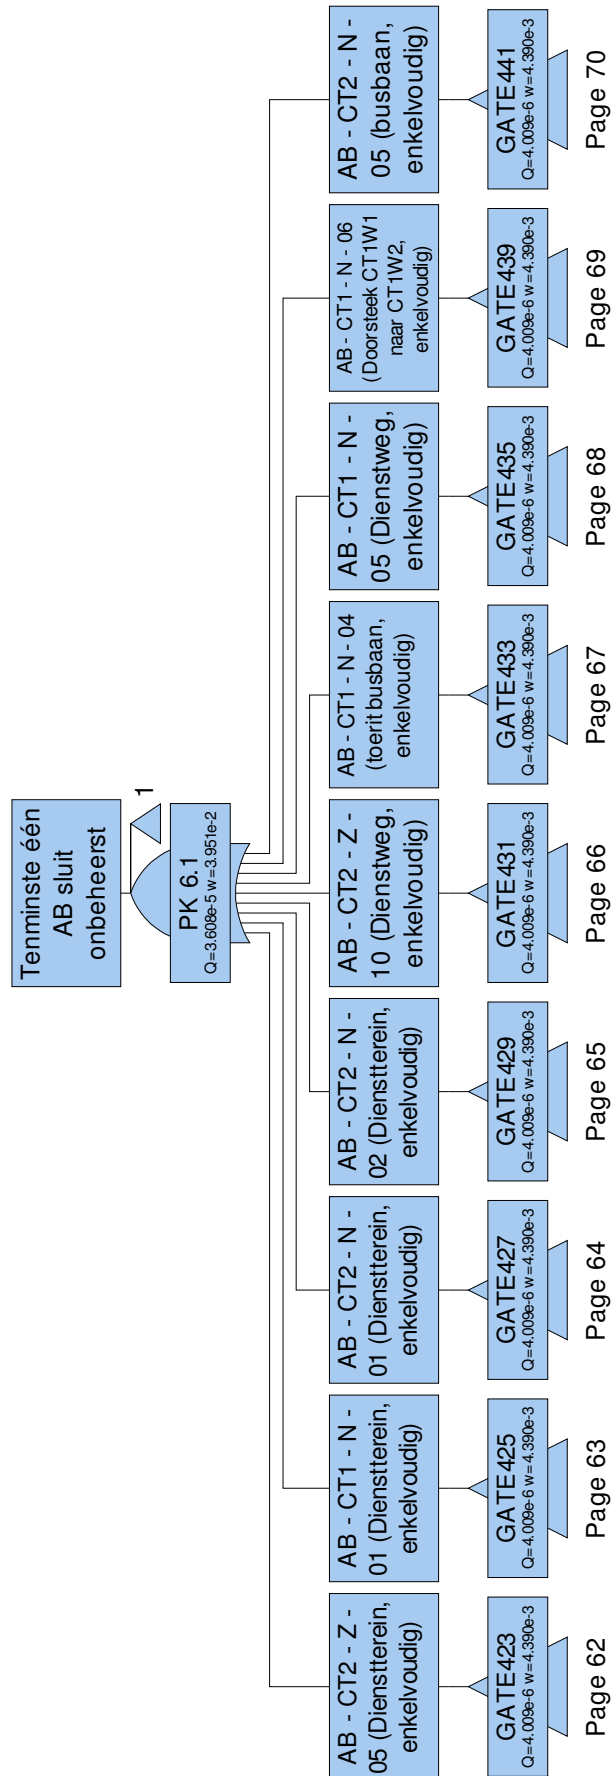 Tenminste één
AB sluit
onbeheerst
1
PK 6.1
Q=3.608e-5 w=3.951e-2
AB - CT2 - Z -
05 (Dienstterein,
enkelvoudig)
GATE423
Q=4.009e-6 w=4.390e-3
Page 62
AB - CT1 - N -
01 (Dienstterein,
enkelvoudig)
GATE425
Q=4.009e-6 w=4.390e-3
Page 63
AB - CT2 - N -
01 (Dienstterein,
enkelvoudig)
GATE427
Q=4.009e-6 w=4.390e-3
Page 64
AB - CT2 - N -
02 (Dienstterein,
enkelvoudig)
GATE429
Q=4.009e-6 w=4.390e-3
Page 65
AB - CT2 - Z -
10 (Dienstweg,
enkelvoudig)
GATE431
Q=4.009e-6 w=4.390e-3
Page 66
AB - CT1 - N - 04
(toerit busbaan,
enkelvoudig)
GATE433
Q=4.009e-6 w=4.390e-3
Page 67
AB - CT1 - N -
05 (Dienstweg,
enkelvoudig)
GATE435
Q=4.009e-6 w=4.390e-3
Page 68
AB - CT1 - N - 06
(Doorsteek CT1W1
naar CT1W2,
enkelvoudig)
GATE439
Q=4.009e-6 w=4.390e-3
Page 69
AB - CT2 - N -
05 (busbaan,
enkelvoudig)
GATE441
Q=4.009e-6 w=4.390e-3
Page 70